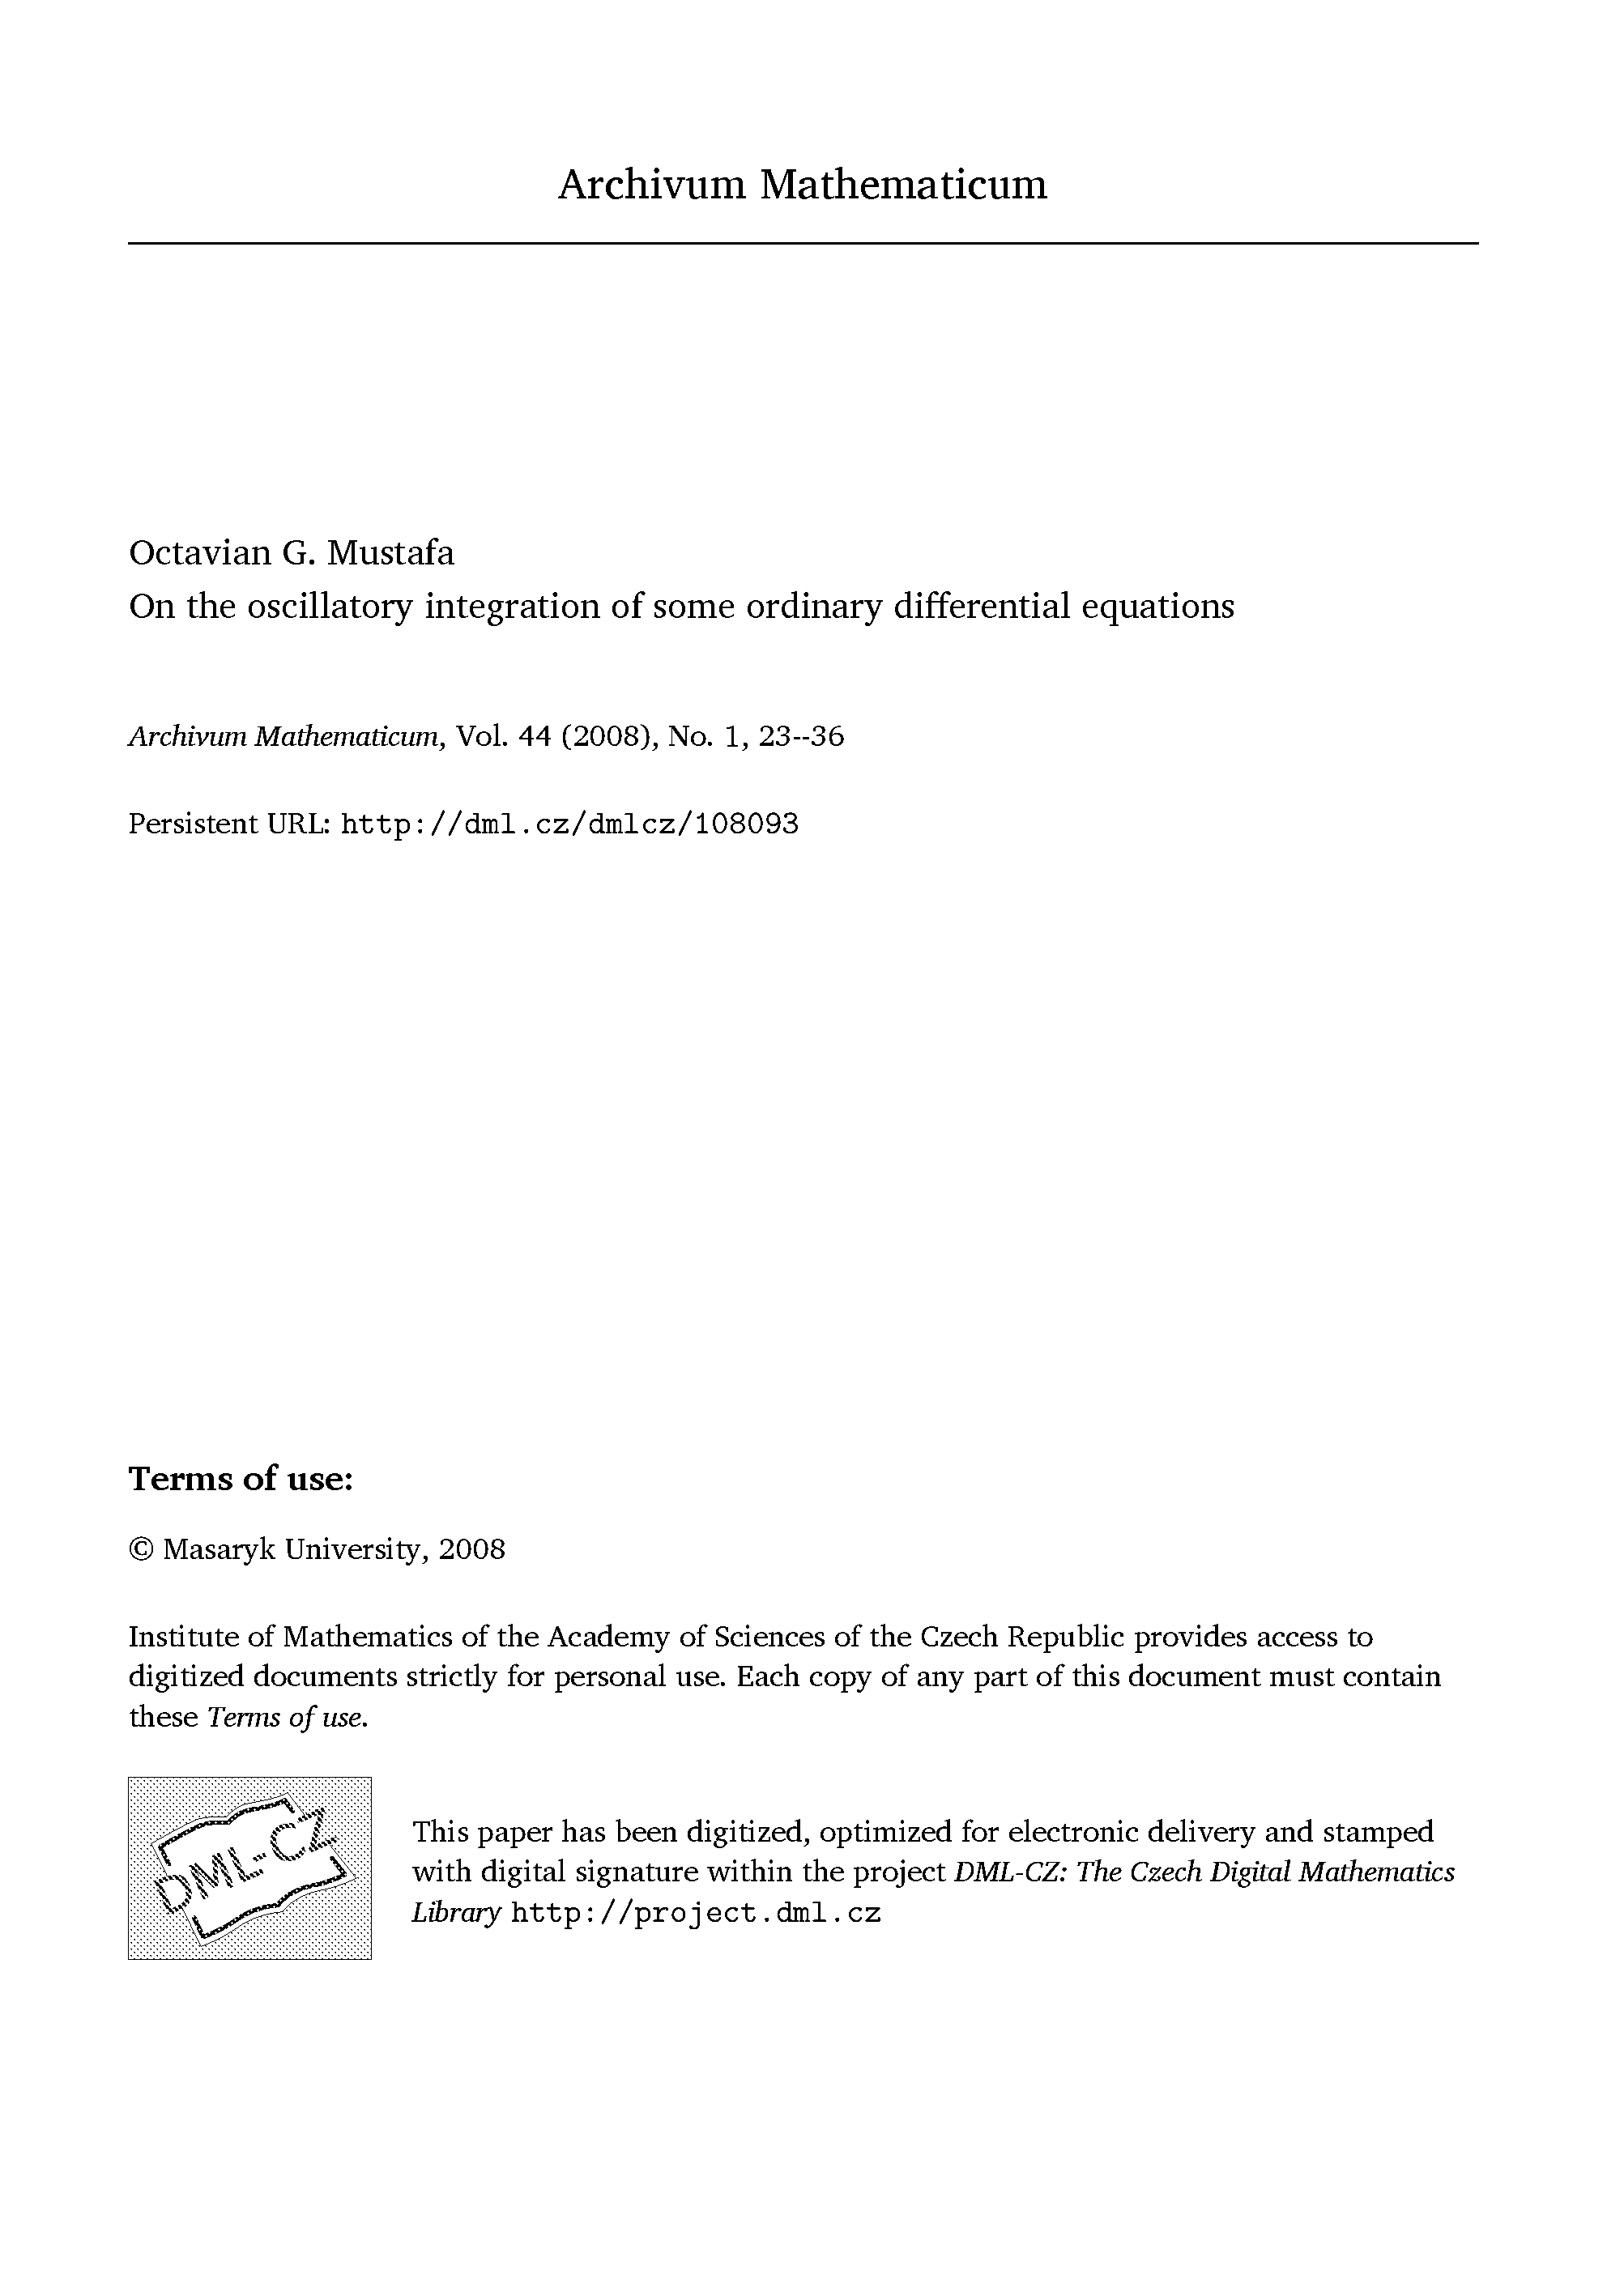 Archivum Mathematicum
Octavian G. Mustafa
On the oscillatory integration of some ordinary differential equations
Archivum Mathematicum, Vol. 44 (2008), No. 1, 23--36
Persistent URL: http://dml.cz/dmlcz/108093
Terms of use:
© Masaryk University, 2008
Institute of Mathematics of the Academy of Sciences of the Czech Republic provides access to
digitized documents strictly for personal use. Each copy of any part of this document must contain
these Terms of use.
DML-CZ
This paper has been digitized, optimized for electronic delivery and stamped
with digital signature within the project DML-CZ: The Czech Digital Mathematics
Library http://project.dml.cz